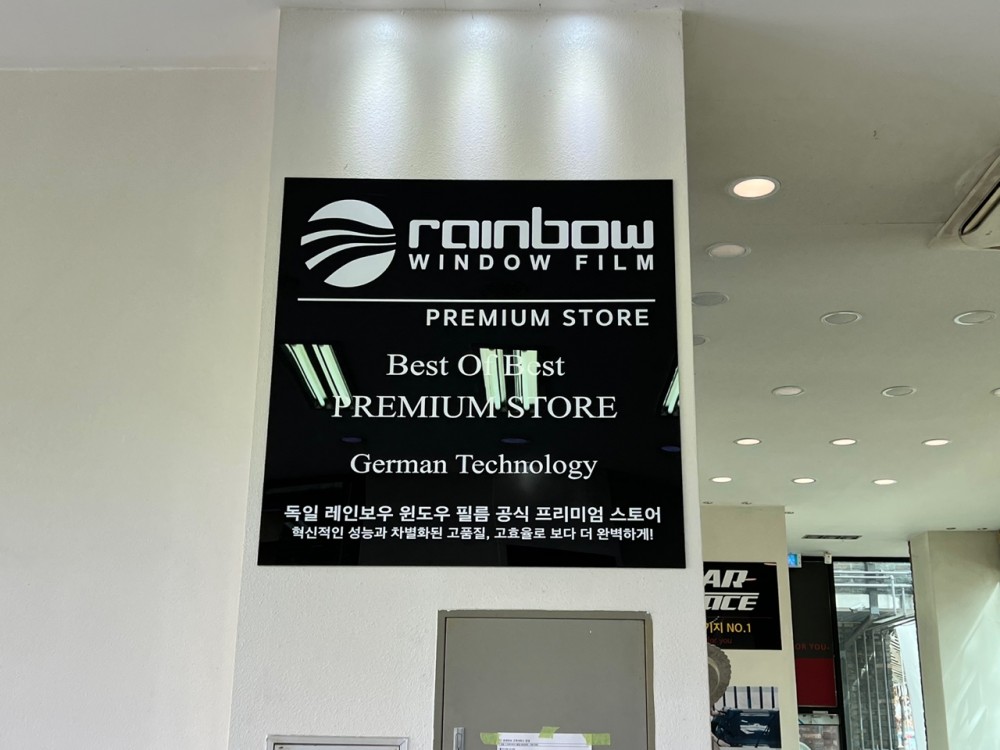 rainbow
WINDOW FILM
PREMIUM STORE
Best Of Best
PREMIUM STORE
German Technology
독일 레인보우 윈도우 필름 공식 프리미엄 스토어
혁신적인 성능과 차별화된 고품질, 고효율로 보다 더 완벽하게!
NO.1